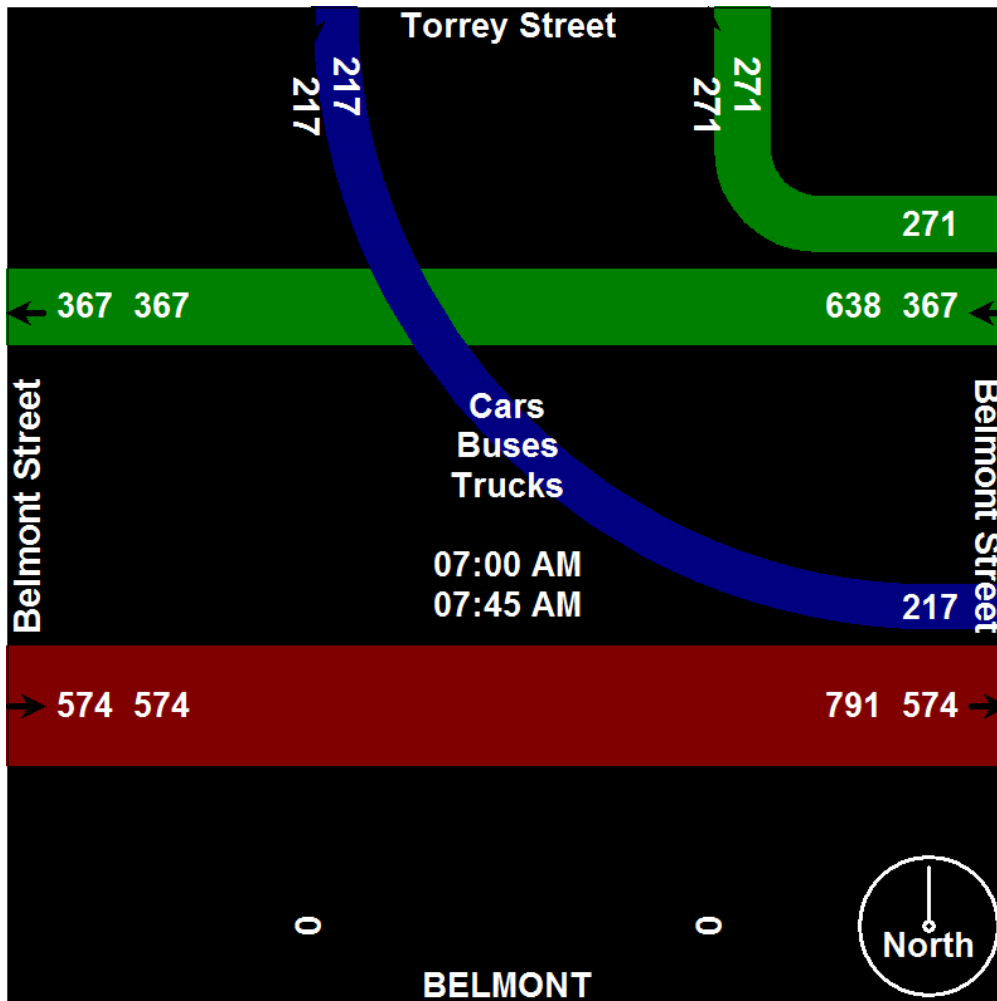 Torrey Street
217
217
271
271
271
367 367
638 367
Belmont Street
Belmont Street
Cars
Buses
Trucks
07:00 AM
07:45 AM
217
574 574
791 574
0
0
North
BELMONT